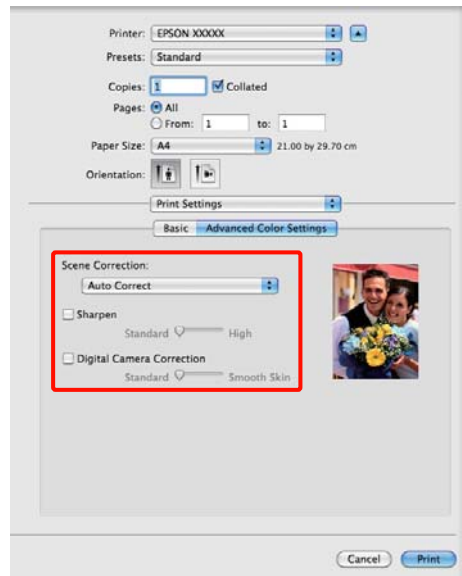 Printer: EPSON XXXXX
Presets: Standard
Copies: 1 Collated
Pages: All
From: 1 to: 1
Paper Size: A4 21.00 by 29.70 cm
Orientation:
Print Settings
Basic Advanced Color Settings
Scene Correction:
Auto Correct
Sharpen
Standard High
Digital Camera Correction
Standard Smooth Skin
Cancel Print